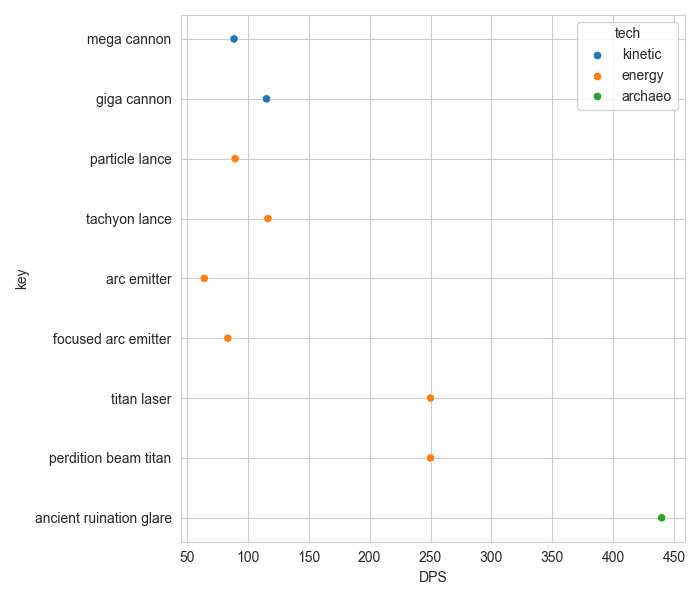 mega cannon
giga cannon
particle lance
tachyon lance
arc emitter
focused arc emitter
titan laser
perdition beam titan
ancient ruination glare
key
50 100 150 200 250 300 350 400 450
DPS
tech
kinetic
energy
archaeo